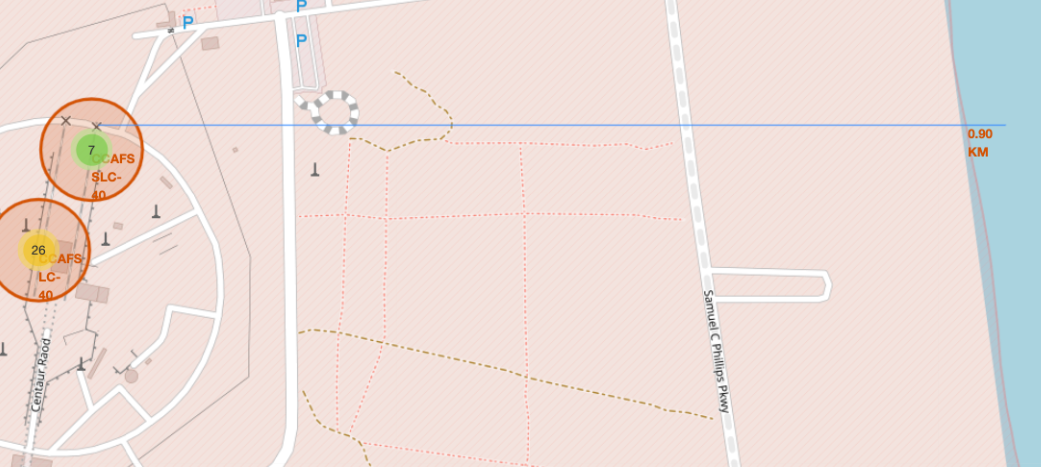 P
P
P
0.90
KM
7
CCAFS
SLC-
40
26
CCAFS
LC-
40
Samuel C Phillips Pkwy
Centaur Raod